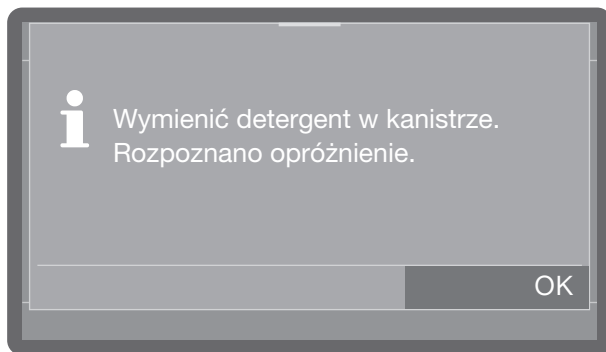 Wymienić detergent w kanistrze.
Rozpoznano opróżnienie.
OK